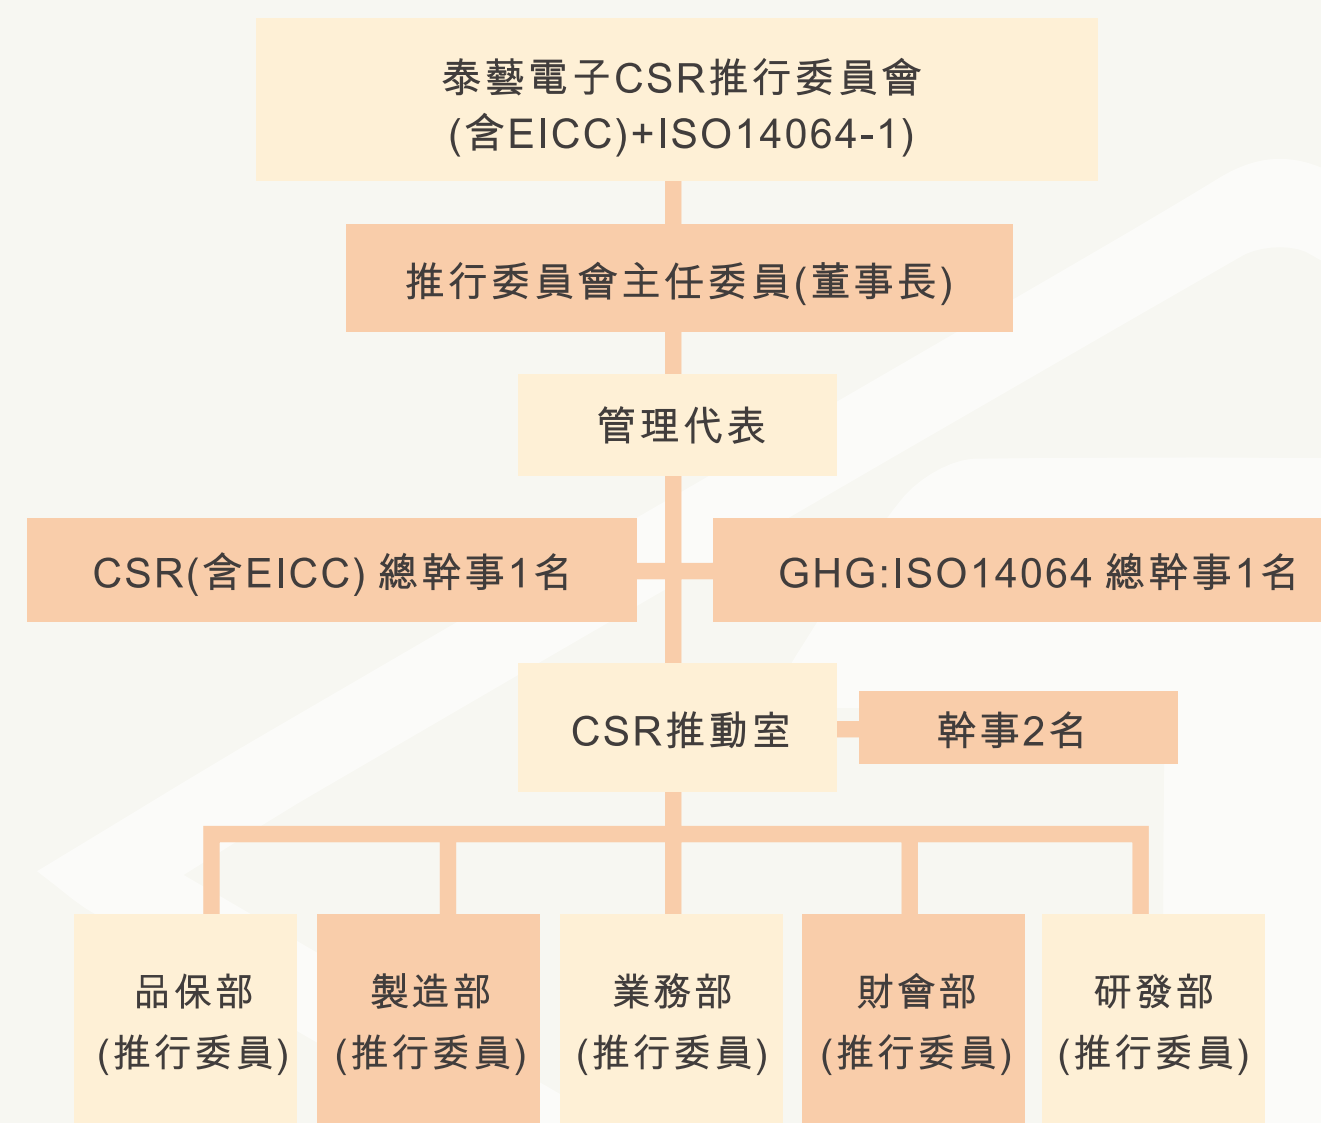 泰藝電子CSR推行委員會
(含EICC)+ISO14064-1)
推行委員會主任委員(董事長)
管理代表
CSR(含EICC) 總幹事1名
GHG:ISO14064 總幹事1名
CSR推動室
幹事2名
品保部
(推行委員)
製造部
(推行委員)
業務部
(推行委員)
財會部
(推行委員)
研發部
(推行委員)